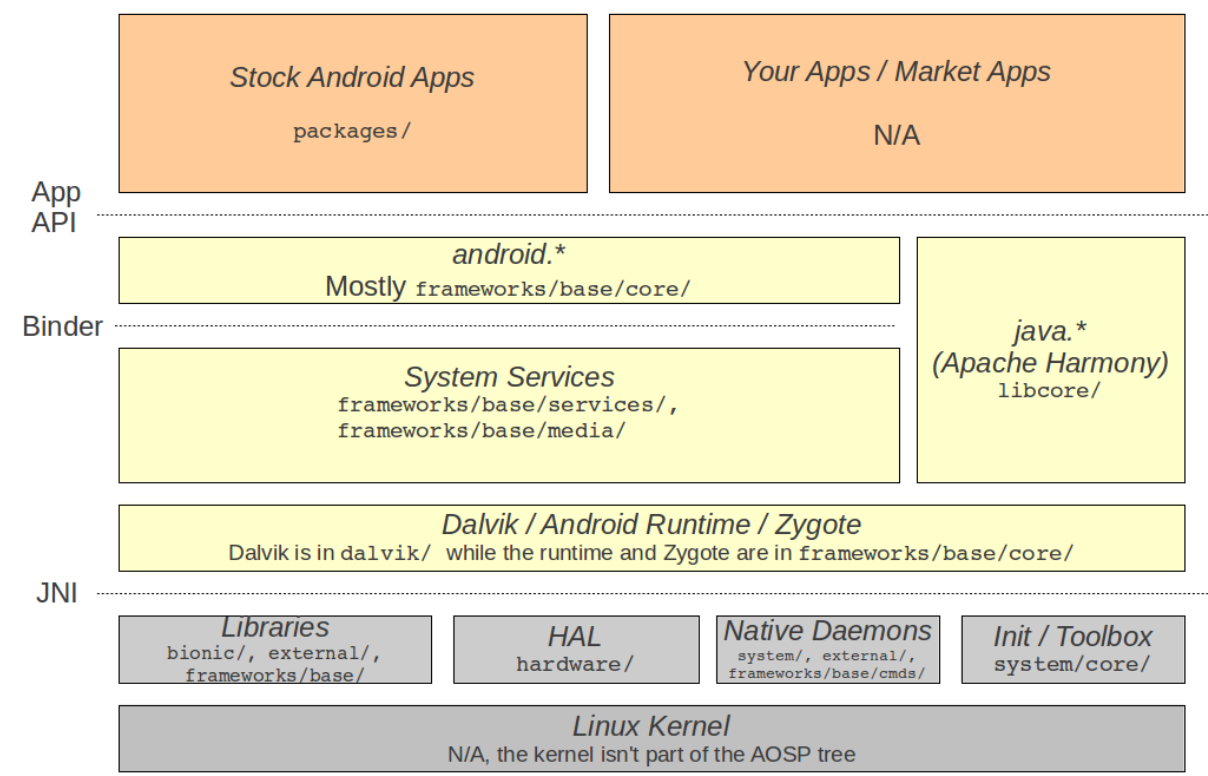 Stock Android Apps
packages/
Your Apps / Market Apps
N/A
App
API
android.*
Mostly frameworks/base/core/
Binder
System Services
frameworks/base/services/,
frameworks/base/media/
java.*
(Apache Harmony)
libcore/
Dalvik / Android Runtime / Zygote
Dalvik is in dalvik/ while the runtime and Zygote are in frameworks/base/core/
JNI
Libraries
bionic/, external/,
frameworks/base/
HAL
hardware/
Native Daemons
system/, external/,
frameworks/base/cmds/
Init / Toolbox
system/core/
Linux Kernel
N/A, the kernel isn't part of the AOSP tree